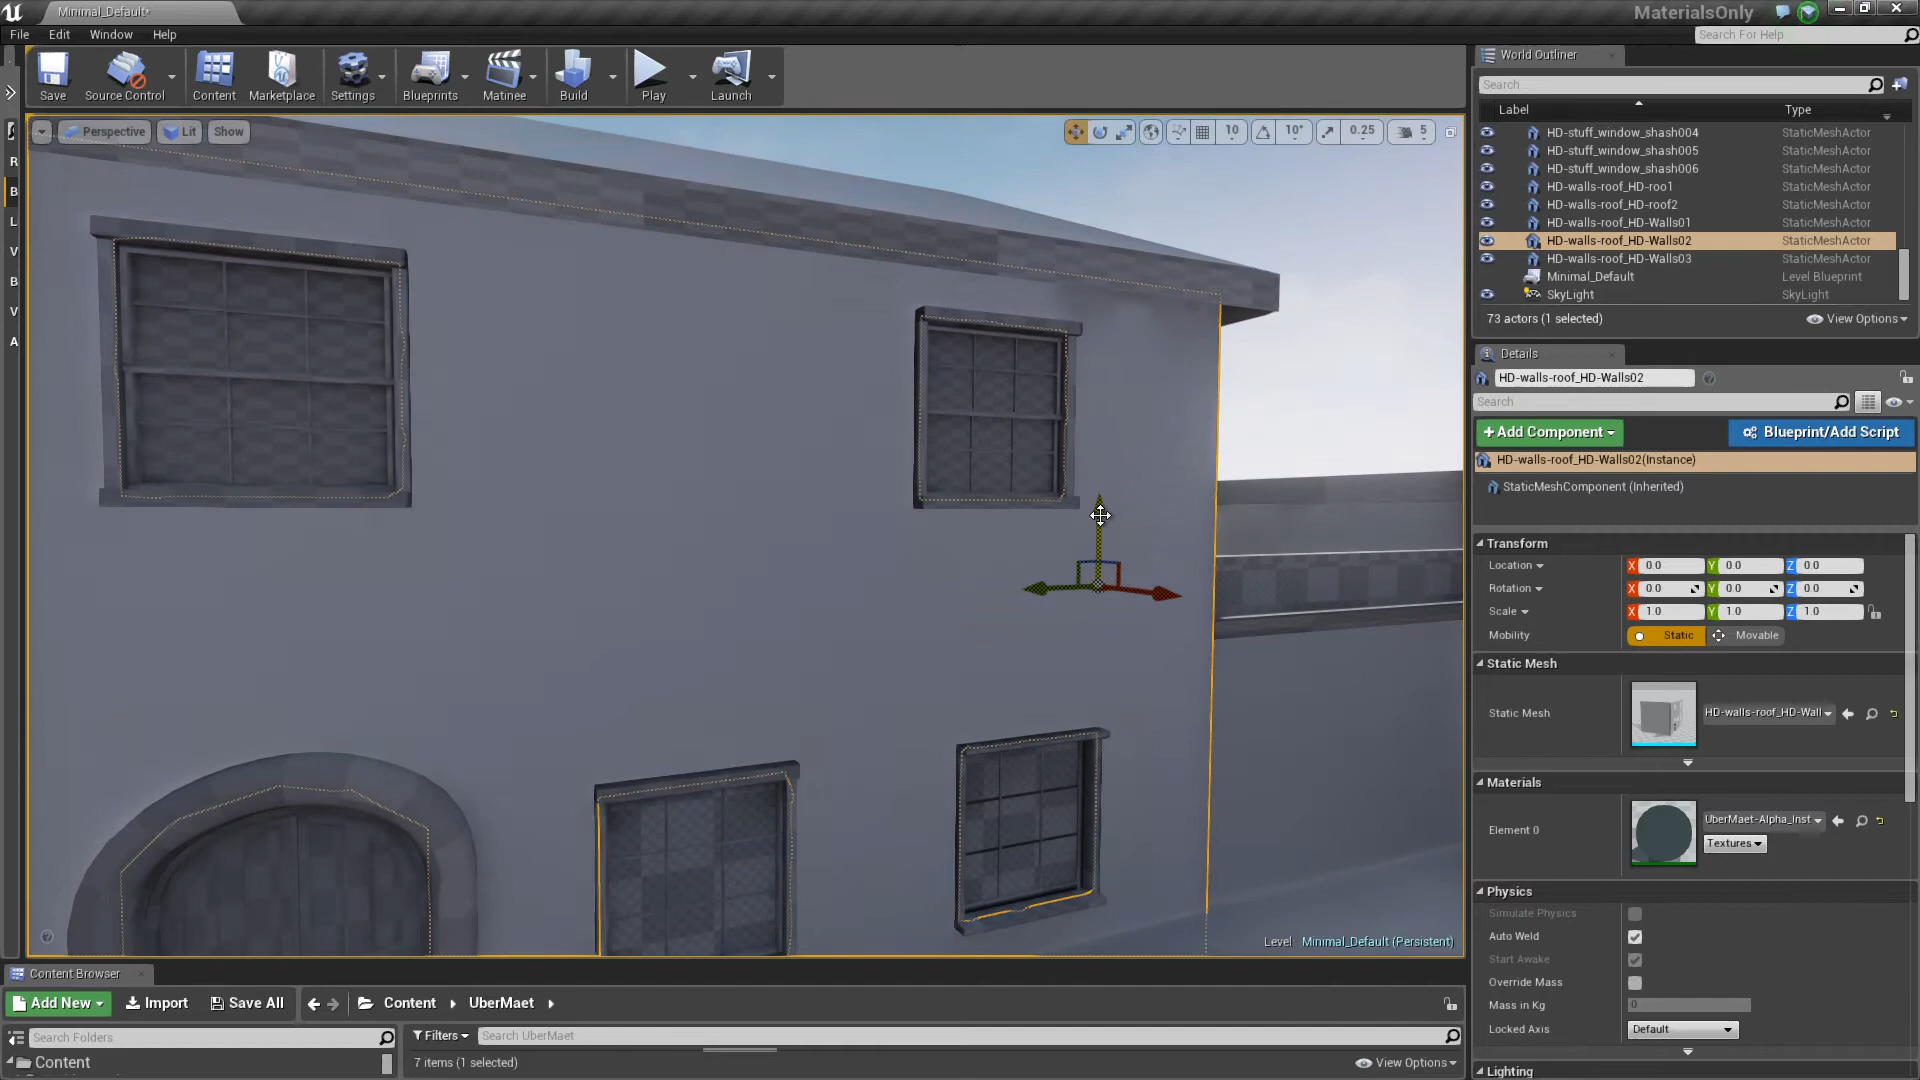 Minimal_Default*
MaterialsOnly
File Edit Window Help
Search For Help
Save
Source Control
Content
Marketplace
Settings
Blueprints
Matinee
Build
Play
Launch
Perspective
Lit
Show
10
10°
0.25
5
R
B
L
V
B
V
A
Level: Minimal_Default (Persistent)
World Outliner
Search...
Label
Type
HD-stuff_window_shash004 StaticMeshActor
HD-stuff_window_shash005 StaticMeshActor
HD-stuff_window_shash006 StaticMeshActor
HD-walls-roof_HD-roo1 StaticMeshActor
HD-walls-roof_HD-roof2 StaticMeshActor
HD-walls-roof_HD-Walls01 StaticMeshActor
HD-walls-roof_HD-Walls02 StaticMeshActor
HD-walls-roof_HD-Walls03 StaticMeshActor
Minimal_Default Level Blueprint
SkyLight SkyLight
73 actors (1 selected)
View Options
Details
HD-walls-roof_HD-Walls02
Search
+Add Component
Blueprint/Add Script
HD-walls-roof_HD-Walls02(Instance)
StaticMeshComponent (Inherited)
Transform
Location X 0.0 Y 0.0 Z 0.0
Rotation X 0.0 Y 0.0 Z 0.0
Scale X 1.0 Y 1.0 Z 1.0
Mobility Static Movable
Static Mesh
Static Mesh HD-walls-roof_HD-Wall
Materials
Element 0 UberMaet-Alpha_Inst
Textures
Physics
Simulate Physics
Auto Weld
Start Awake
Override Mass
Mass in Kg 0
Locked Axis Default
Lighting
Content Browser
Add New Import Save All Content UberMaet
Search Folders
Filters
Search UberMaet
Content
7 items (1 selected)
View Options